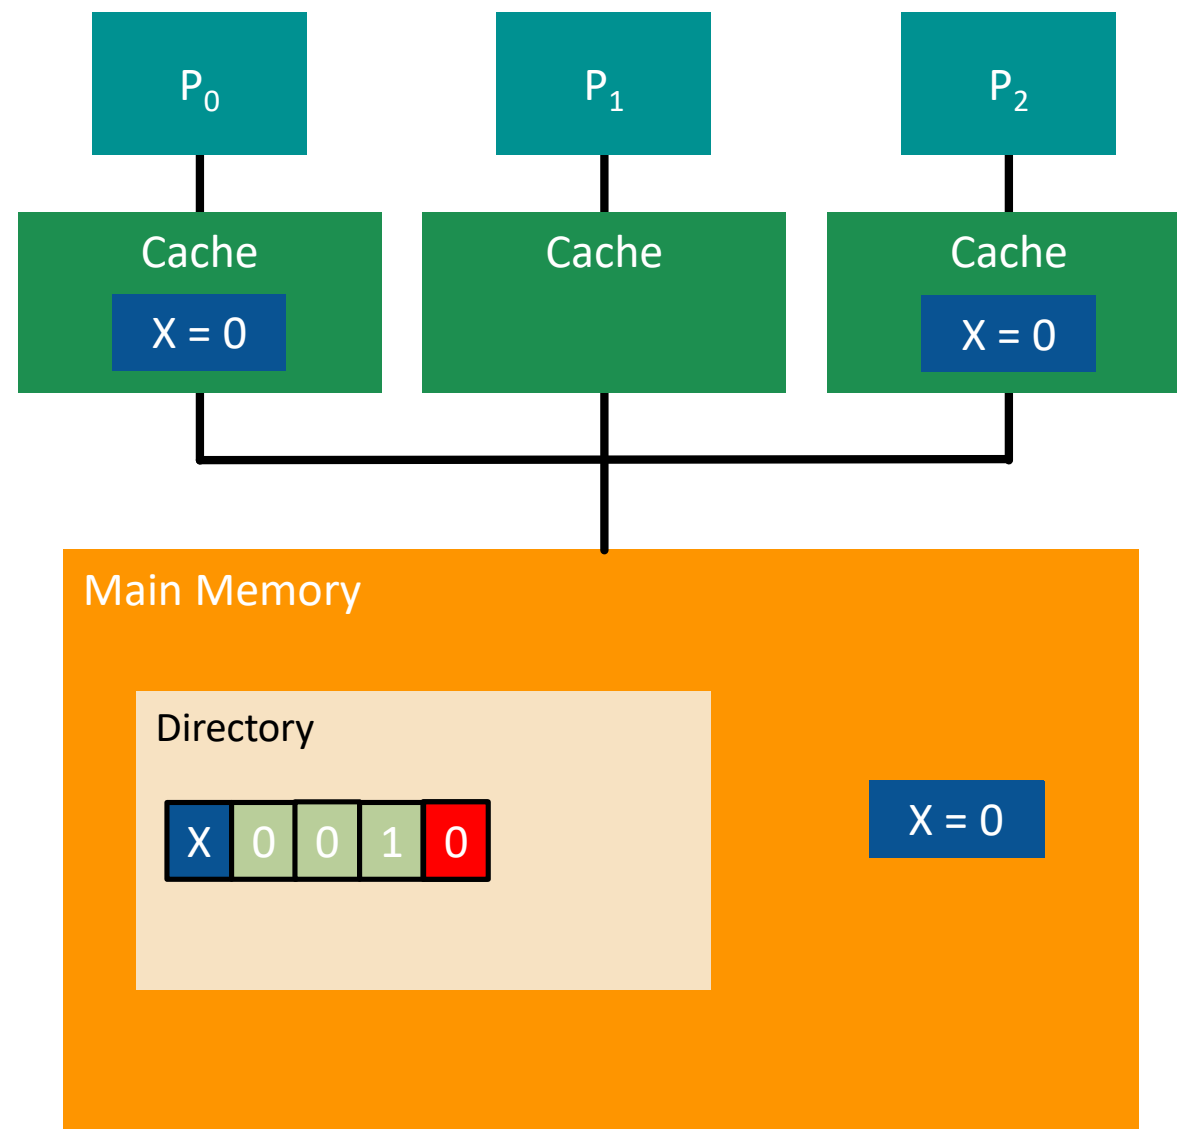 P₀
P₁
P₂
Cache
Cache
Cache
X = 0
X = 0
Main Memory
Directory
X 0 0 1 0
X = 0